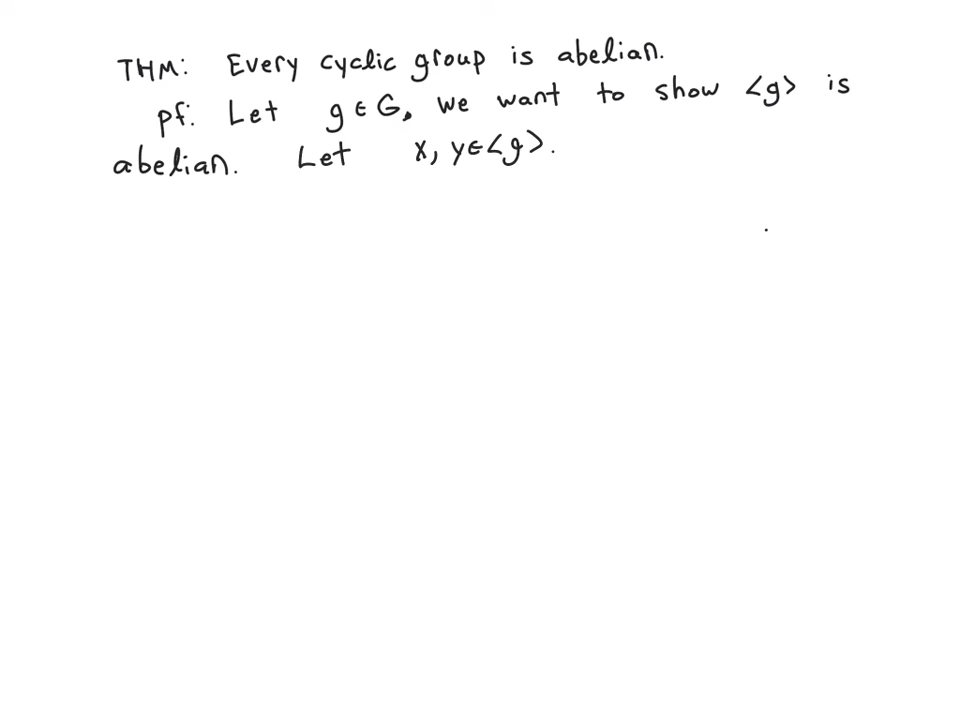 THM: Every cyclic group is abelian.
pf: Let g ∈ G, we want to show <g> is
abelian. Let x, y ∈ <g>.